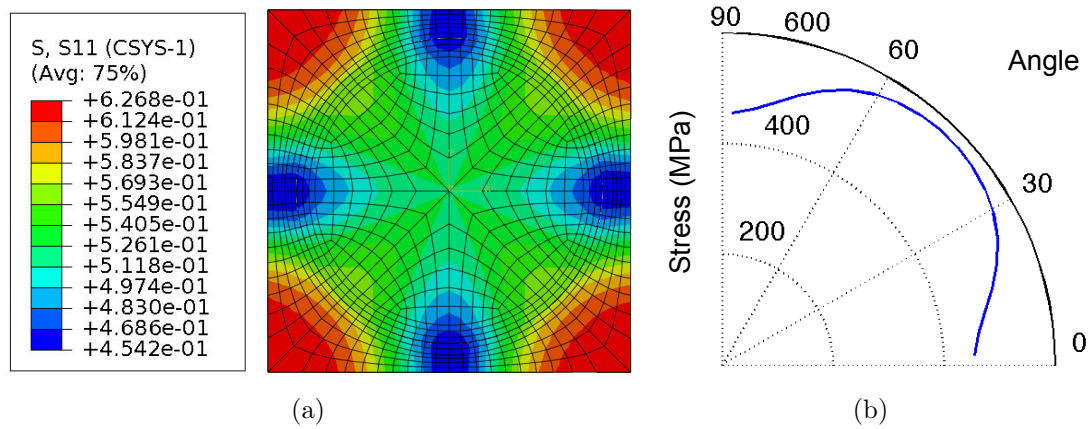 S, S11 (CSYS-1)
(Avg: 75%)
+6.268e-01
+6.124e-01
+5.981e-01
+5.837e-01
+5.693e-01
+5.549e-01
+5.405e-01
+5.261e-01
+5.118e-01
+4.974e-01
+4.830e-01
+4.686e-01
+4.542e-01
(a)
90
600
60
Angle
400
30
200
0
Stress (MPa)
(b)